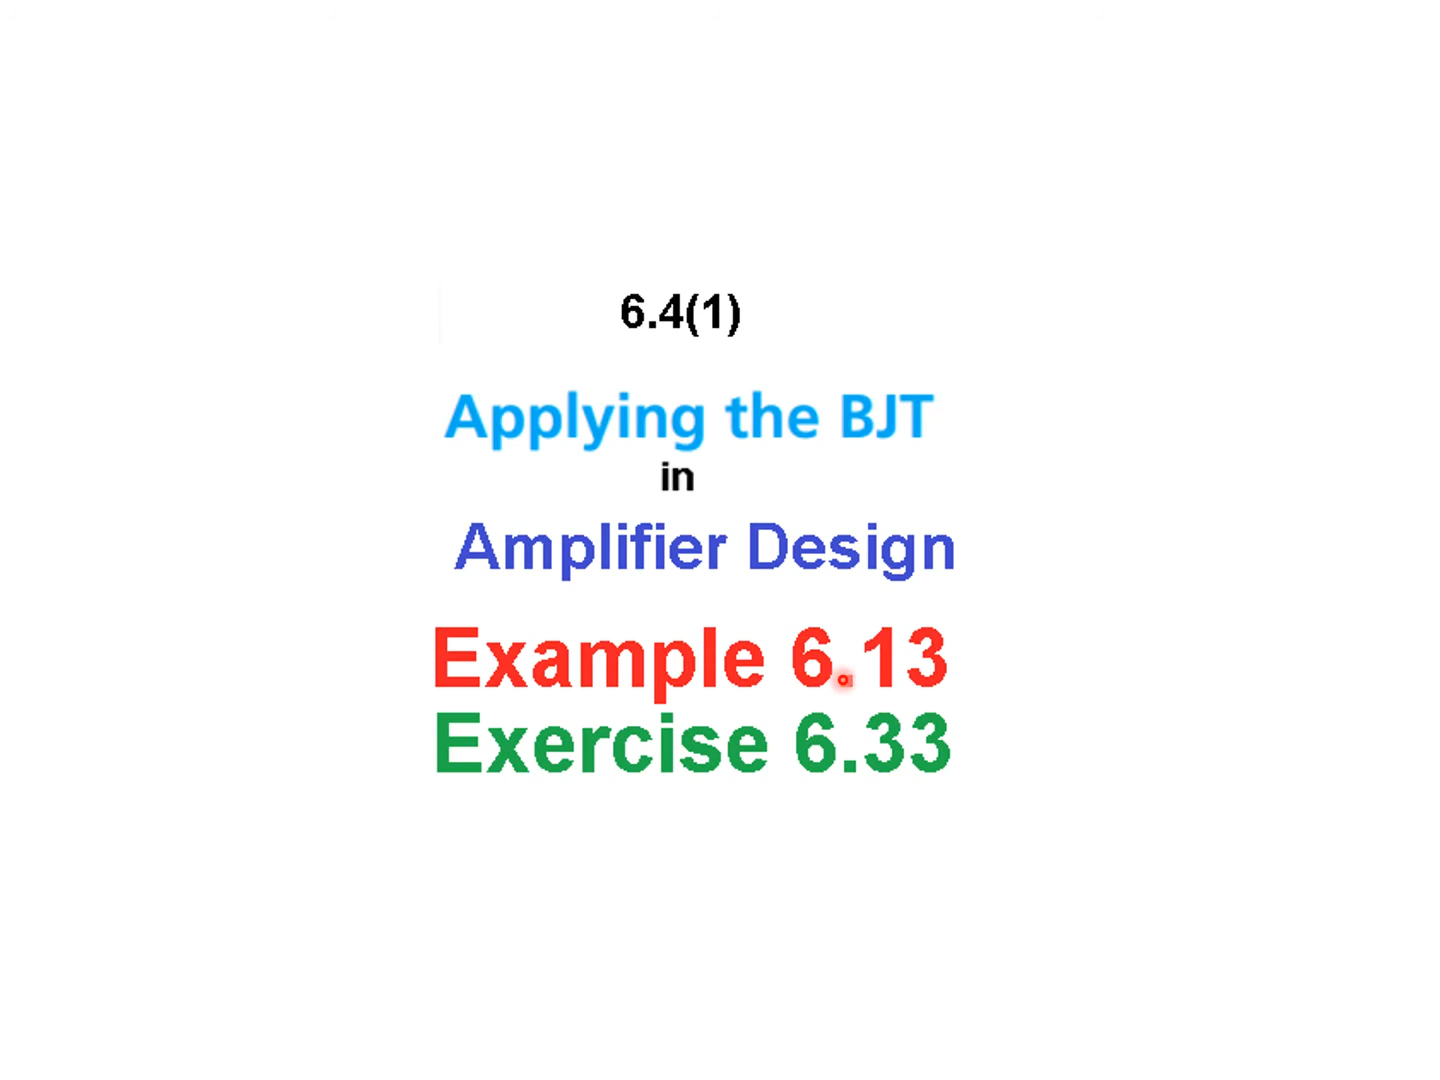 6.4(1)
Applying the BJT
in
Amplifier Design
Example 6.13
Exercise 6.33